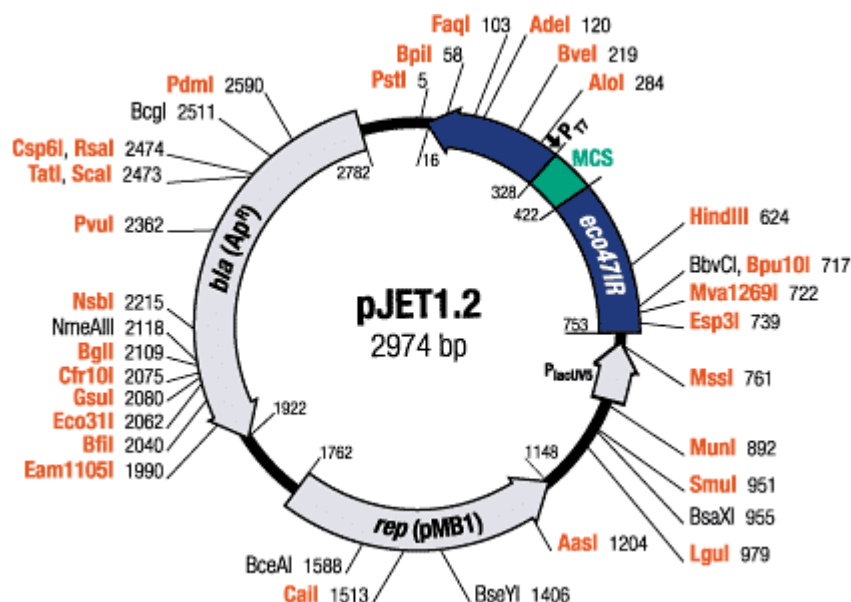 FaqI 103
AdeI 120
BpiI 58
BveI 219
PstI 5
AloI 284
PdmI 2590
BcgI 2511
Csp6I, RsaI 2474
TatI, ScaI 2473
PvuI 2362
NsbI 2215
NmeAIII 2118
BglI 2109
Cfr10I 2075
GsuI 2080
Eco31I 2062
BfiI 2040
Eam1105I 1990
2782
16
PT7
MCS
328
422
eco47IR
HindIII 624
BbvCI, Bpu10I 717
Mva1269I 722
Esp3I 739
753
PlacUV5
MssI 761
MunI 892
SmuI 951
BsaXI 955
LguI 979
bla (ApR)
pJET1.2
2974 bp
1922
1762
1148
rep (pMB1)
AasI 1204
BceAI 1588
CaiI 1513
BseYI 1406